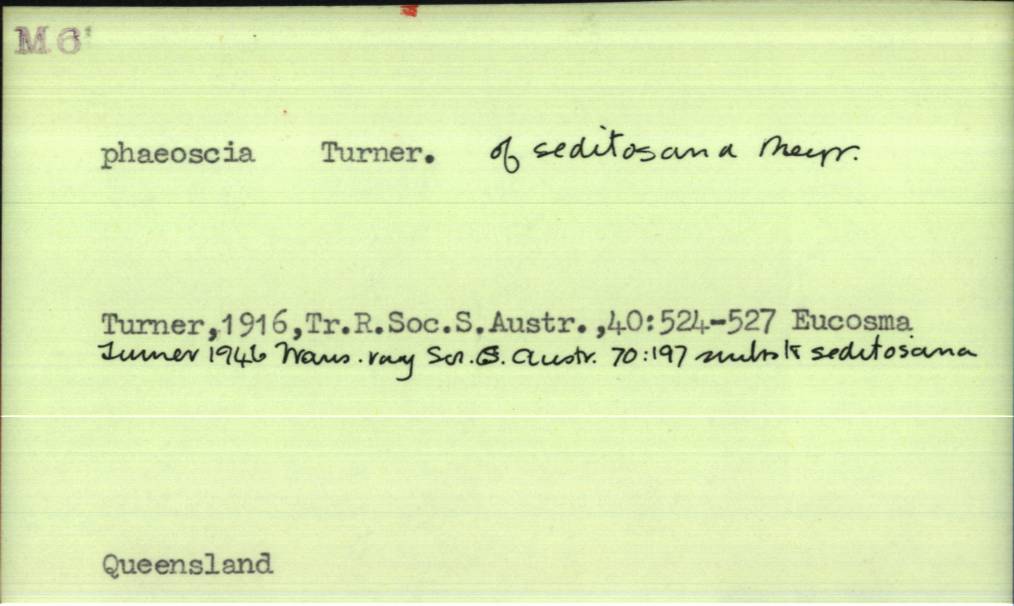 M6
phaeoscia Turner. of seditosana Meyr.
Turner,1916,Tr.R.Soc.S.Austr.,40:524-527 Eucosma
Turner 1946 Trans. roy Soc. S. Austr. 70:197 seditosana
Queensland